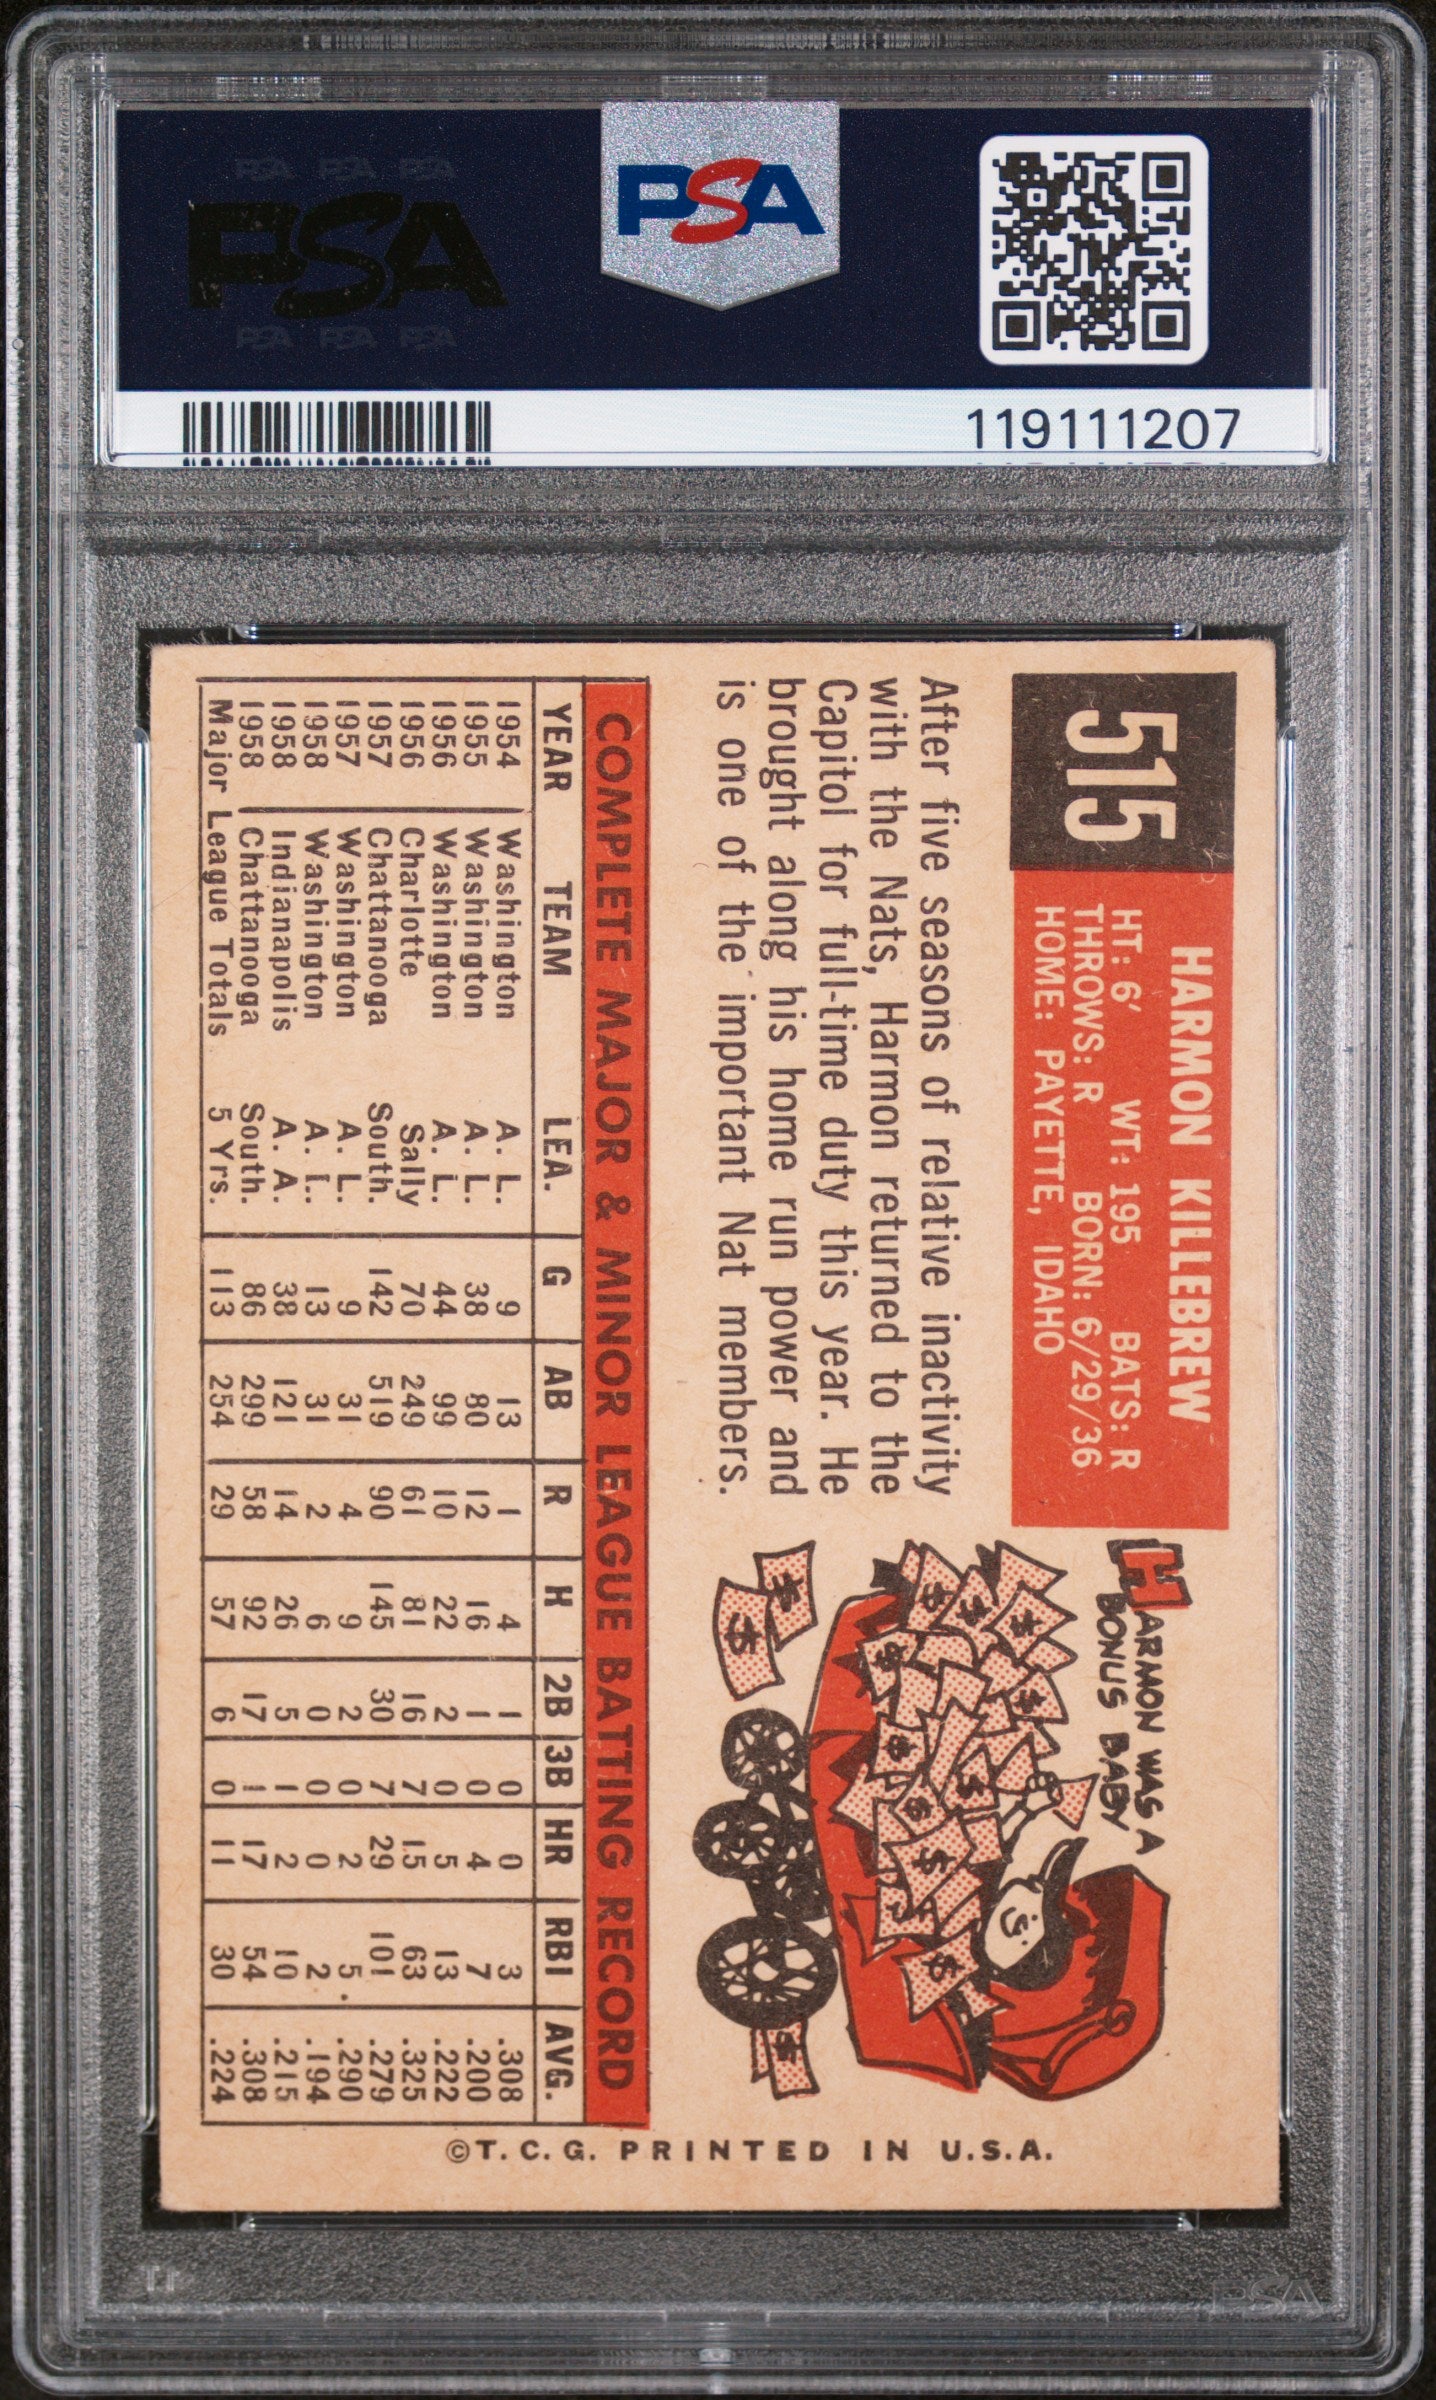 PSA PSA PSA
PSA
PSA PSA PSA
PSA
119111207
515
HARMON KILLEBREW
HT: 6' WT: 195 BATS: R
THROWS: R BORN: 6/29/36
HOME: PAYETTE, IDAHO
After five seasons of relative inactivity
with the Nats, Harmon returned to the
Capitol for full-time duty this year. He
brought along his home run power and
is one of the important Nat members.
HARMON WAS A
BONUS BABY
COMPLETE MAJOR & MINOR LEAGUE BATTING RECORD
YEAR TEAM LEA. G AB R H 2B 3B HR RBI AVG.
1954 Washington A. L. 9 13 1 4 1 0 0 3 .308
1955 Washington A. L. 38 80 12 16 1 0 4 7 .200
1956 Washington A. L. 44 99 10 22 2 0 5 13 .222
1956 Charlotte Sally 70 249 61 81 16 7 15 63 .325
1957 Chattanooga South. 142 519 90 145 30 7 29 101 .279
1957 Washington A. L. 9 31 4 9 2 0 2 5 .290
1958 Washington A. L. 13 31 2 6 0 0 0 2 .194
1958 Indianapolis A. A. 38 121 14 26 5 1 2 10 .215
1958 Chattanooga South. 86 299 58 92 17 1 17 54 .308
Major League Totals 5 Yrs. 113 254 29 57 6 0 11 30 .224
©T. C. G. PRINTED IN U.S.A.
PSA